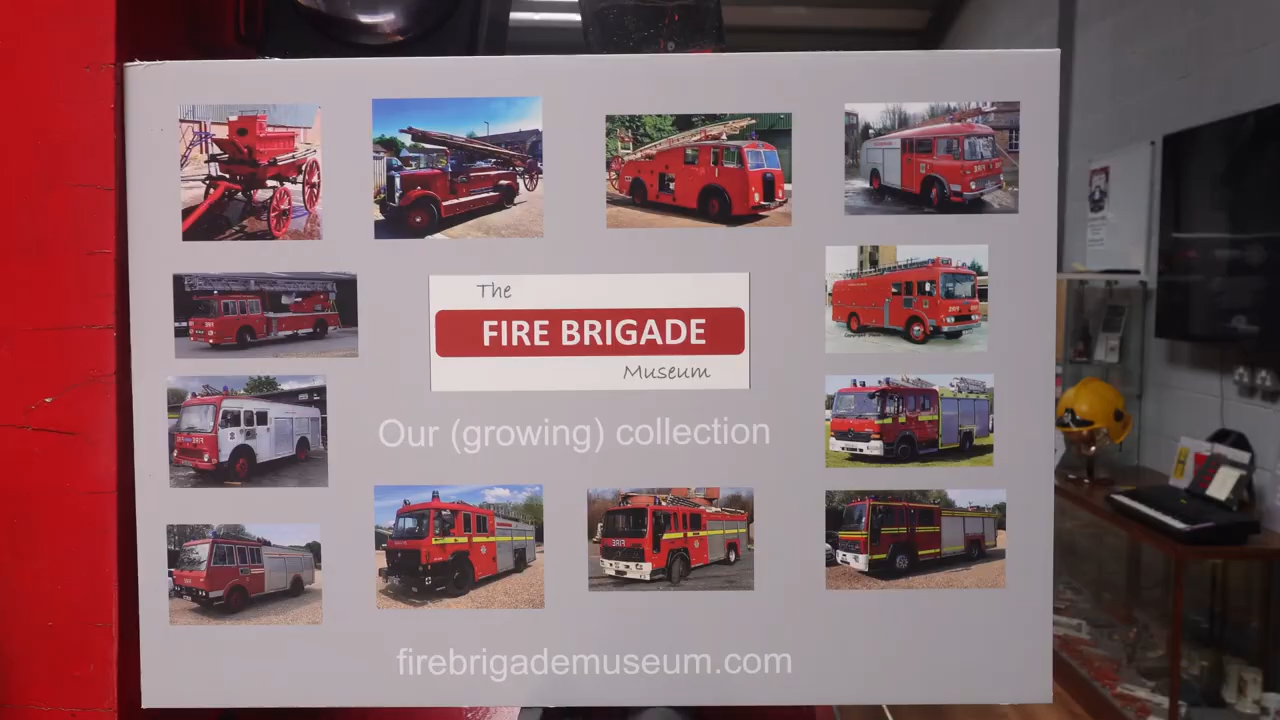 The
FIRE BRIGADE
Museum
Our (growing) collection
firebrigademuseum.com